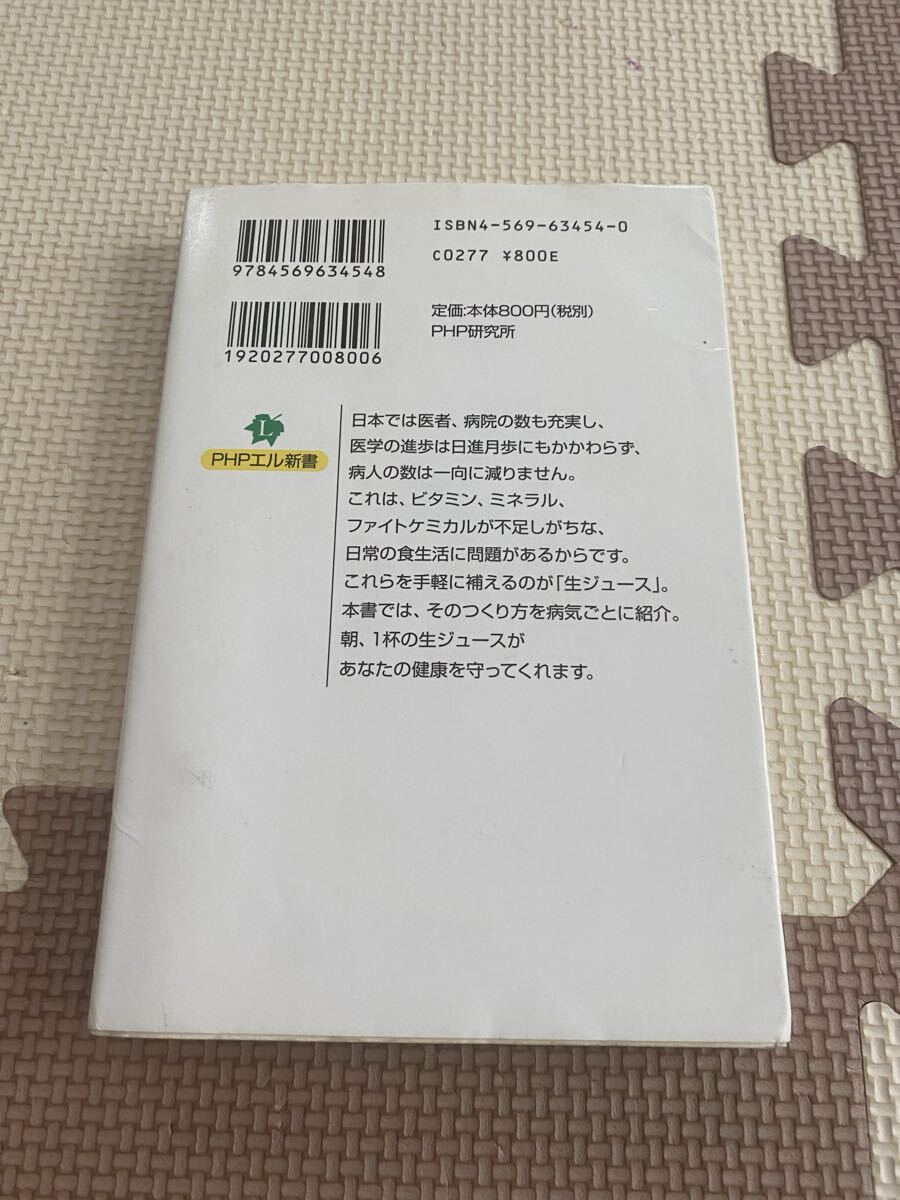 ISBN4-569-63454-0
C0277 ¥800E
9784569634548
1920277008006
定価:本体800円(税別)
PHP研究所
L
PHPエル新書
日本では医者、病院の数も充実し、
医学の進歩は日進月歩にもかかわらず、
病人の数は一向に減りません。
これは、ビタミン、ミネラル、
ファイトケミカルが不足しがちな、
日常の食生活に問題があるからです。
これらを手軽に補えるのが「生ジュース」。
本書では、そのつくり方を病気ごとに紹介。
朝、1杯の生ジュースが
あなたの健康を守ってくれます。